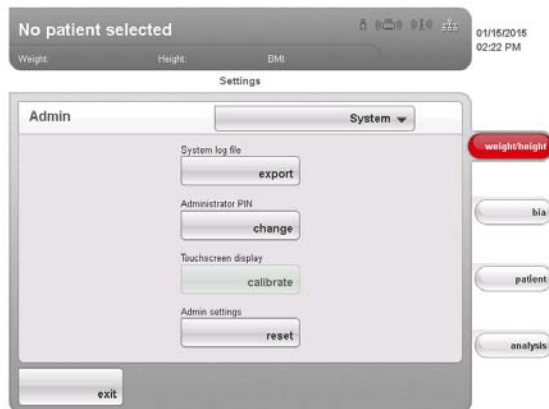 No patient selected
01/15/2015
02:22 PM
Weight: Height: BMI:
Settings
Admin
System
System log file
export
Administrator PIN
change
Touchscreen display
calibrate
Admin settings
reset
exit
weight/height
bia
patient
analysis